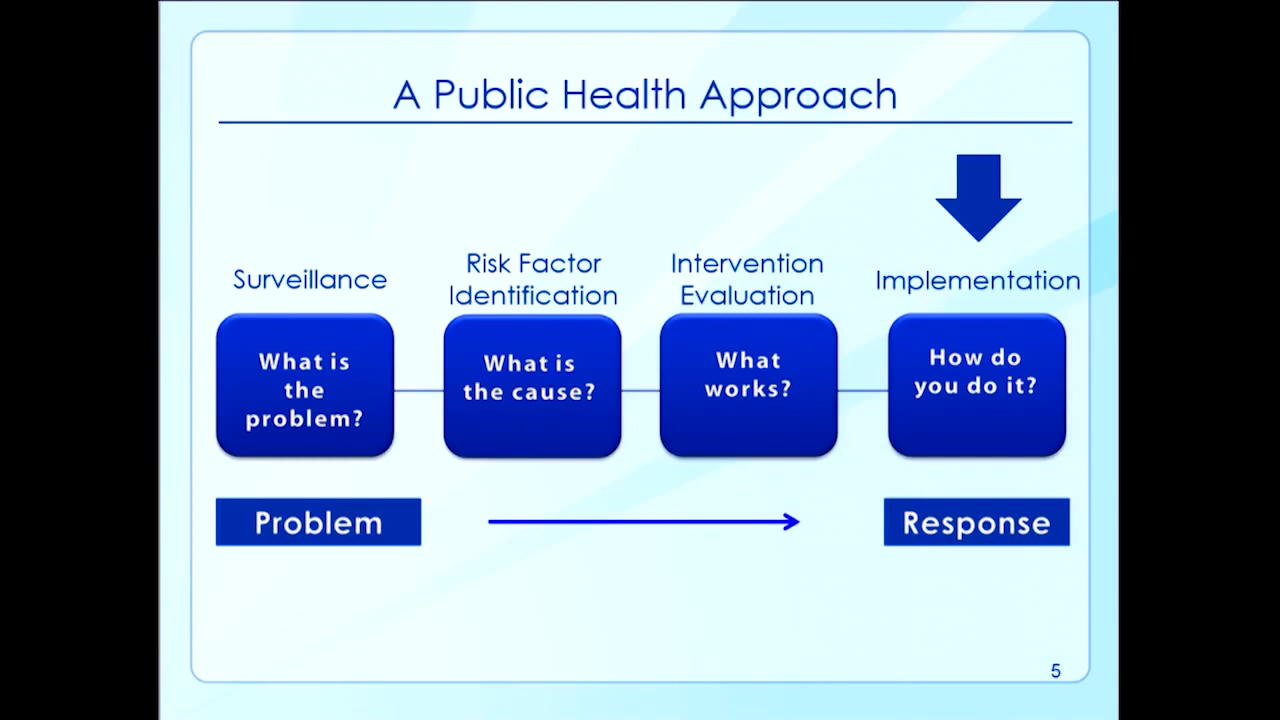 A Public Health Approach
Surveillance
Risk Factor
Identification
Intervention
Evaluation
Implementation
What is
the
problem?
What is
the cause?
What
works?
How do
you do it?
Problem
Response
5